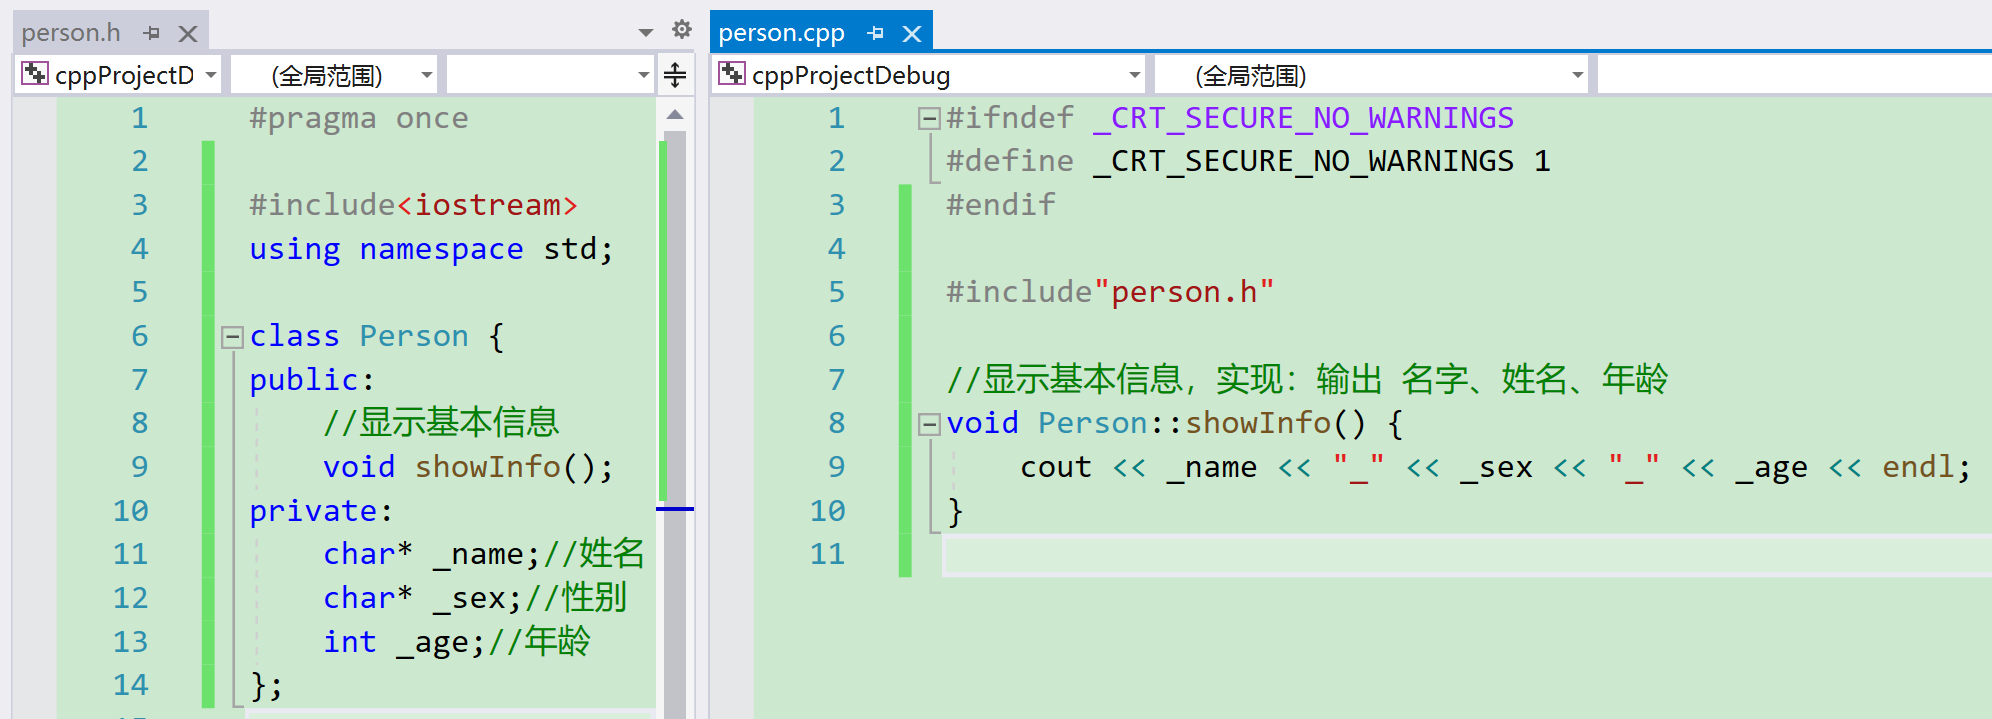 person.h
cppProjectD
(全局范围)
1 #pragma once
2
3 #include<iostream>
4 using namespace std;
5
6 class Person {
7 public:
8 //显示基本信息
9 void showInfo();
10 private:
11 char* _name;//姓名
12 char* _sex;//性别
13 int _age;//年龄
14 };
person.cpp
cppProjectDebug
(全局范围)
1 #ifndef _CRT_SECURE_NO_WARNINGS
2 #define _CRT_SECURE_NO_WARNINGS 1
3 #endif
4
5 #include"person.h"
6
7 //显示基本信息，实现：输出 名字、姓名、年龄
8 void Person::showInfo() {
9 cout << _name << "_" << _sex << "_" << _age << endl;
10 }
11